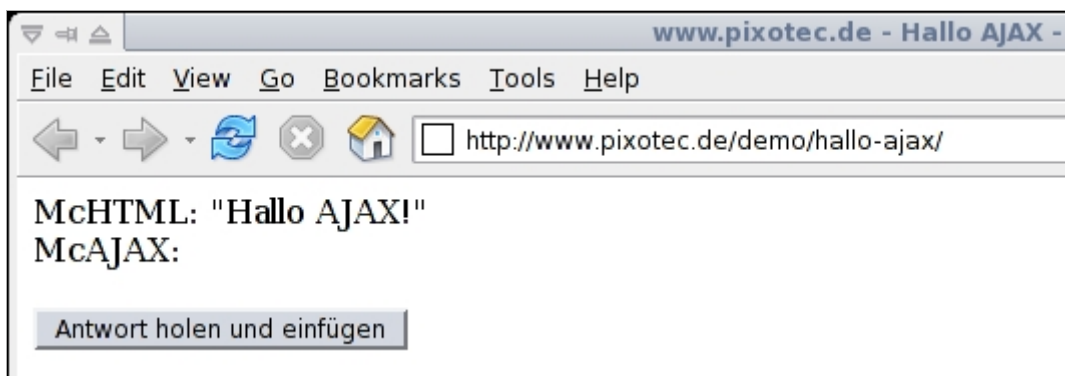 www.pixotec.de - Hallo AJAX -
File Edit View Go Bookmarks Tools Help
http://www.pixotec.de/demo/hallo-ajax/
McHTML: "Hallo AJAX!"
McAJAX:
Antwort holen und einfügen